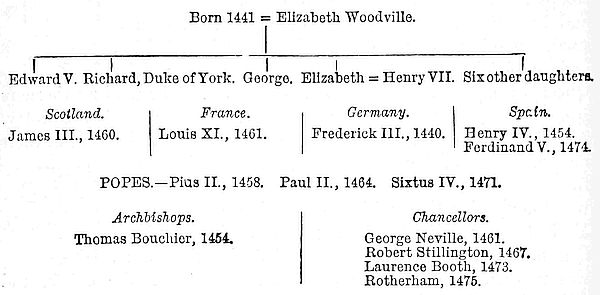 Born 1441 = Elizabeth Woodville.
Edward V. Richard, Duke of York. George. Elizabeth = Henry VII. Six other daughters.
Scotland. France. Germany. Spain.
James III., 1460. Louis XI., 1461. Frederick III., 1440. Henry IV., 1454.
Ferdinand V., 1474.
POPES.—Pius II., 1458. Paul II., 1464. Sixtus IV., 1471.
Archbishops. Chancellors.
Thomas Bouchier, 1454. George Neville, 1461.
Robert Stillington, 1467.
Laurence Booth, 1473.
Rotherham, 1475.